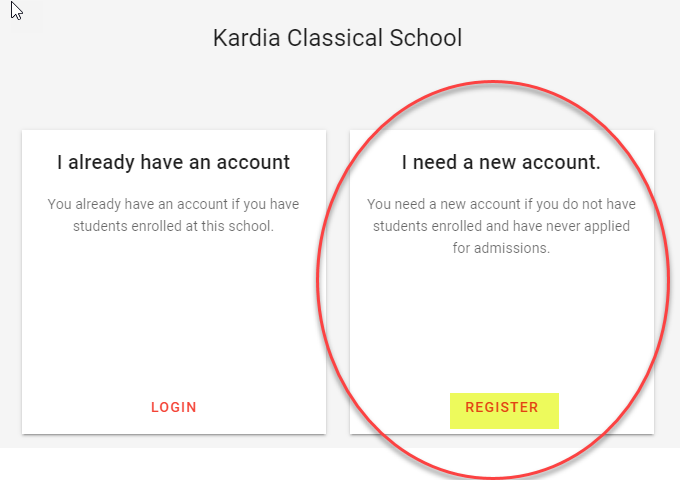 Kardia Classical School
I already have an account
You already have an account if you have
students enrolled at this school.
LOGIN
I need a new account.
You need a new account if you do not have
students enrolled and have never applied
for admissions.
REGISTER